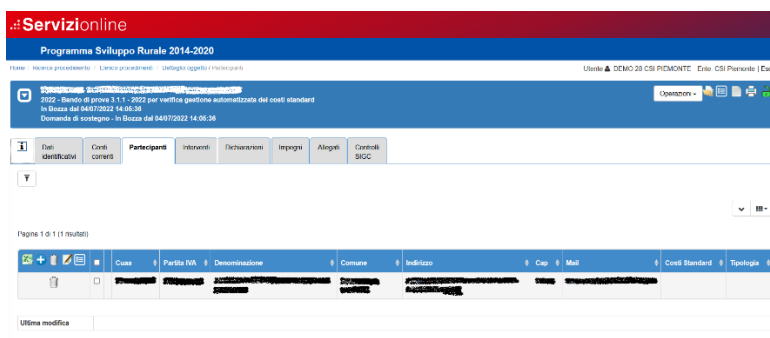 .:: Servizionline
Programma Sviluppo Rurale 2014-2020
Home / Ricerca procedimento / Elenco procedimenti / Dettaglio oggetto / Partecipanti
Utente DEMO 28 CSI PIEMONTE Ente CSI Piemonte | Esc
2022 - Bando di prove 3.1.1 - 2022 per verifica gestione automatizzata dei costi standard
In Bozza dal 04/07/2022 14:05:36
Domanda di sostegno - In Bozza dal 04/07/2022 14:05:36
Operazioni
Dati identificativi Conti correnti Partecipanti Interventi Dichiarazioni Impegni Allegati Controlli SIGC
Pagina 1 di 1 (1 risultati)
Cuaa Partita IVA Denominazione Comune Indirizzo Cap Mail Costi Standard Tipologia
Ultima modifica